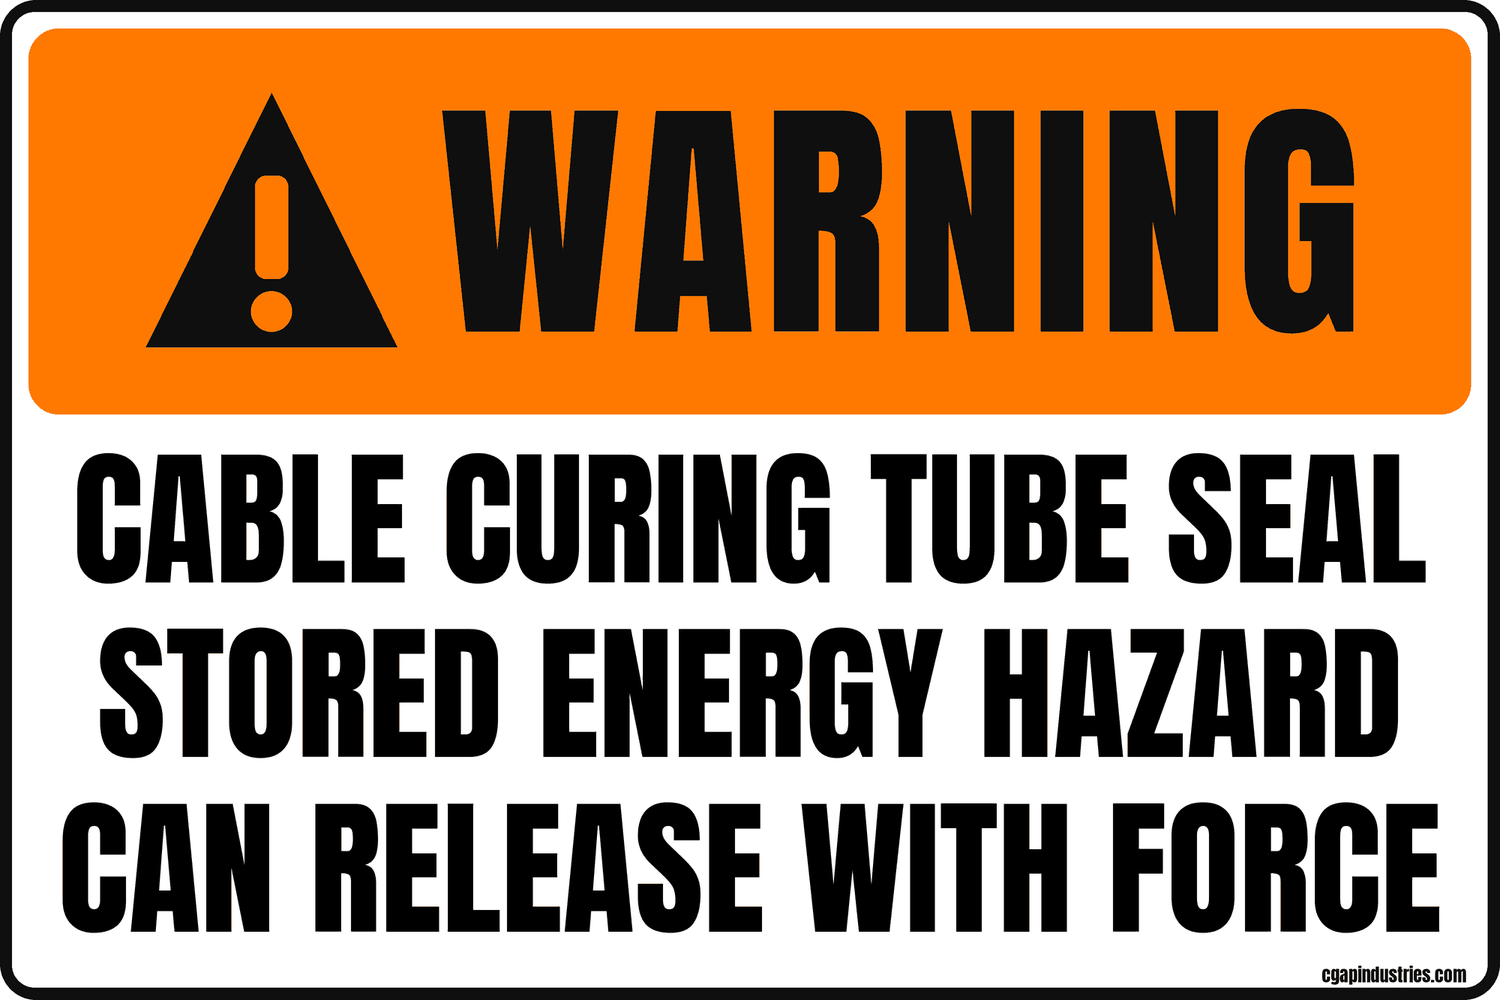 WARNING
CABLE CURING TUBE SEAL
STORED ENERGY HAZARD
CAN RELEASE WITH FORCE
cgapindustries.com